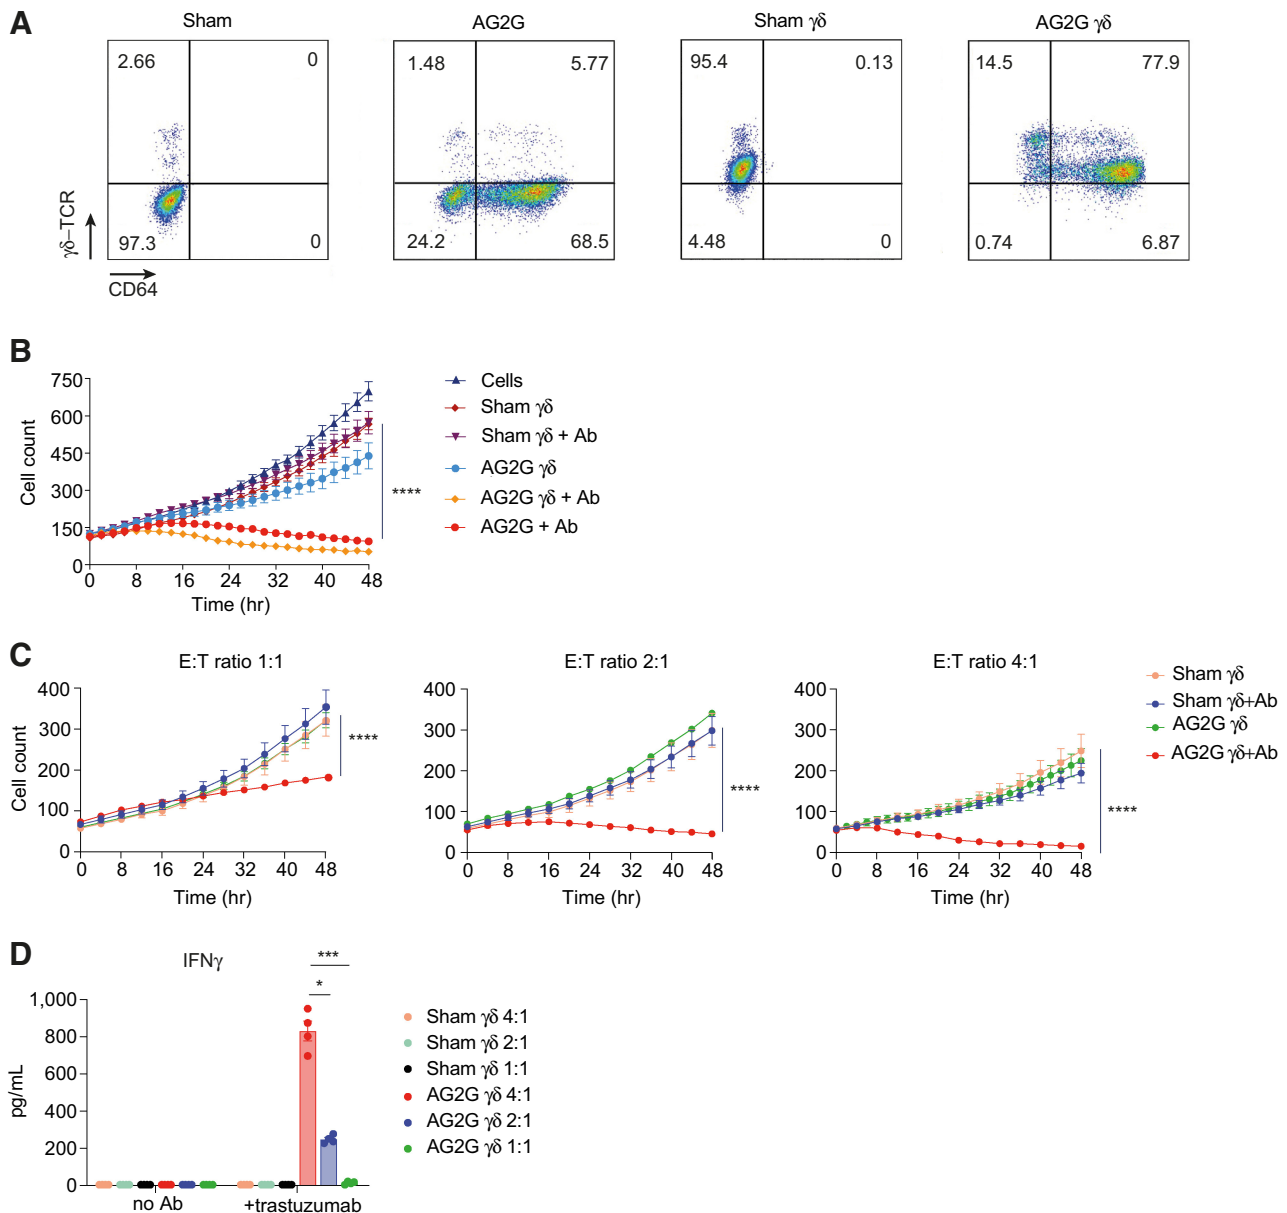 A
Sham
AG2G
Sham γδ
AG2G γδ
2.66
0
1.48
5.77
95.4
0.13
14.5
77.9
97.3
0
24.2
68.5
4.48
0
0.74
6.87
γδ–TCR
CD64
B
750
600
450
300
150
0
Cell count
0 8 16 24 32 40 48
Time (hr)
Cells
Sham γδ
Sham γδ + Ab
AG2G γδ
AG2G γδ + Ab
AG2G + Ab
****
C
E:T ratio 1:1
400
300
200
100
0
Cell count
0 8 16 24 32 40 48
Time (hr)
****
E:T ratio 2:1
400
300
200
100
0
0 8 16 24 32 40 48
Time (hr)
****
E:T ratio 4:1
400
300
200
100
0
0 8 16 24 32 40 48
Time (hr)
****
Sham γδ
Sham γδ+Ab
AG2G γδ
AG2G γδ+Ab
D
IFNγ
***
*
1,000
800
600
400
200
0
pg/mL
no Ab
+trastuzumab
Sham γδ 4:1
Sham γδ 2:1
Sham γδ 1:1
AG2G γδ 4:1
AG2G γδ 2:1
AG2G γδ 1:1